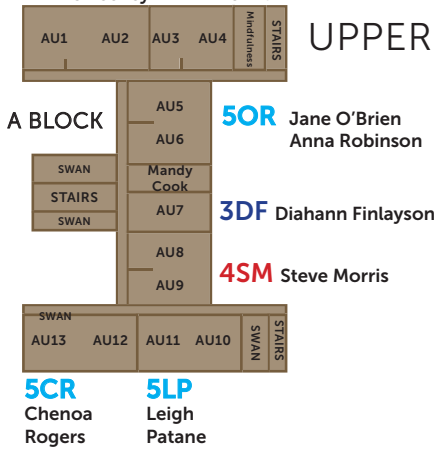 AU1 AU2 AU3 AU4 Mindfulness STAIRS
UPPER
A BLOCK
AU5
AU6
5OR Jane O'Brien
Anna Robinson
SWAN
STAIRS
SWAN
Mandy
Cook
AU7
3DF Diahann Finlayson
AU8
AU9
4SM Steve Morris
SWAN
AU13 AU12 AU11 AU10 SWAN STAIRS
5CR
Chenoa
Rogers
5LP
Leigh
Patane